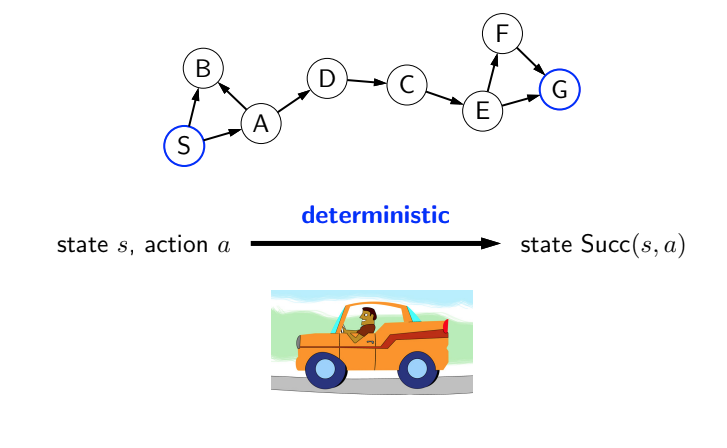 F
B
D
C
G
A
E
S
deterministic
state s, action a
state Succ(s, a)